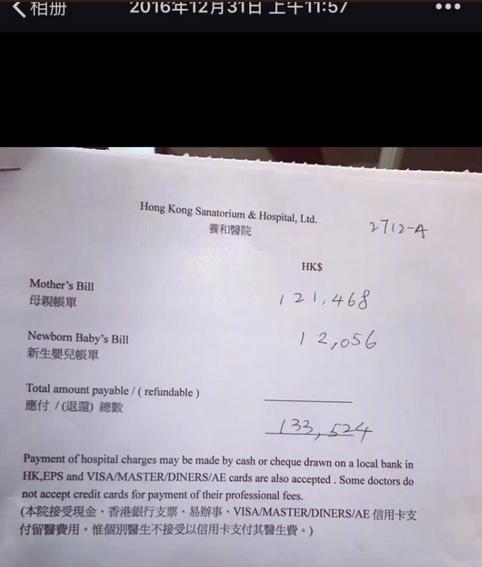 相册
2016年12月31日 上午11:57
Hong Kong Sanatorium & Hospital, Ltd.
養和醫院
2712-A
HK$
Mother's Bill
母親帳單
121,468
Newborn Baby's Bill
新生嬰兒帳單
12,056
Total amount payable / ( refundable )
應付 / (退還) 總數
133,524
Payment of hospital charges may be made by cash or cheque drawn on a local bank in
HK,EPS and VISA/MASTER/DINERS/AE cards are also accepted . Some doctors do
not accept credit cards for payment of their professional fees.
(本院接受現金、香港銀行支票、易辦事、VISA/MASTER/DINERS/AE 信用卡支
付留醫費用。惟個別醫生不接受以信用卡支付其醫生費。)